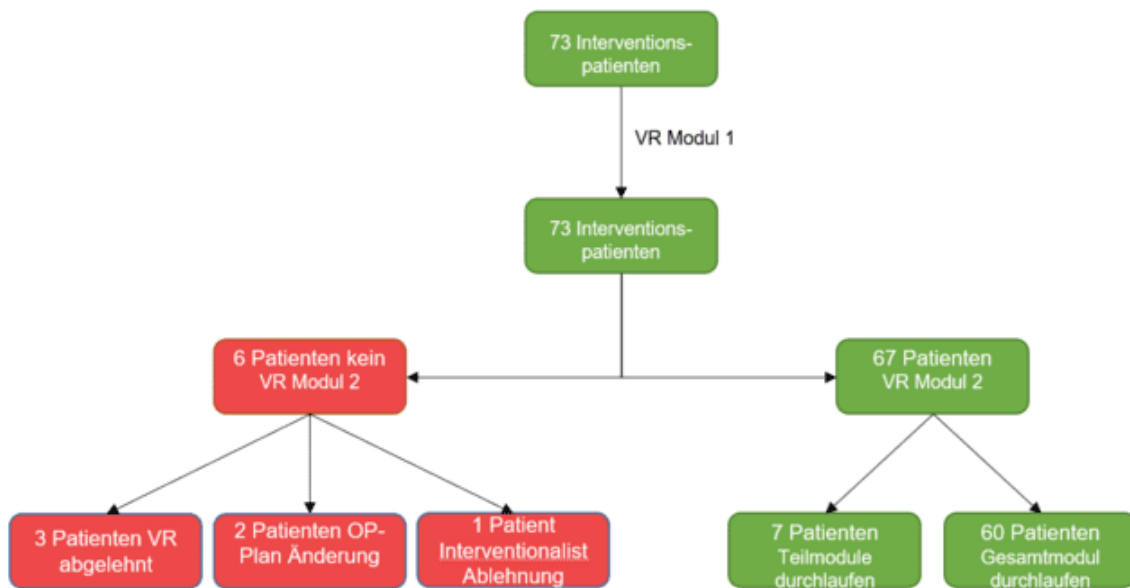 73 Interventions-
patienten
VR Modul 1
73 Interventions-
patienten
6 Patienten kein
VR Modul 2
67 Patienten
VR Modul 2
3 Patienten VR
abgelehnt
2 Patienten OP-
Plan Änderung
1 Patient
Interventionalist
Ablehnung
7 Patienten
Teilmodule
durchlaufen
60 Patienten
Gesamtmodul
durchlaufen